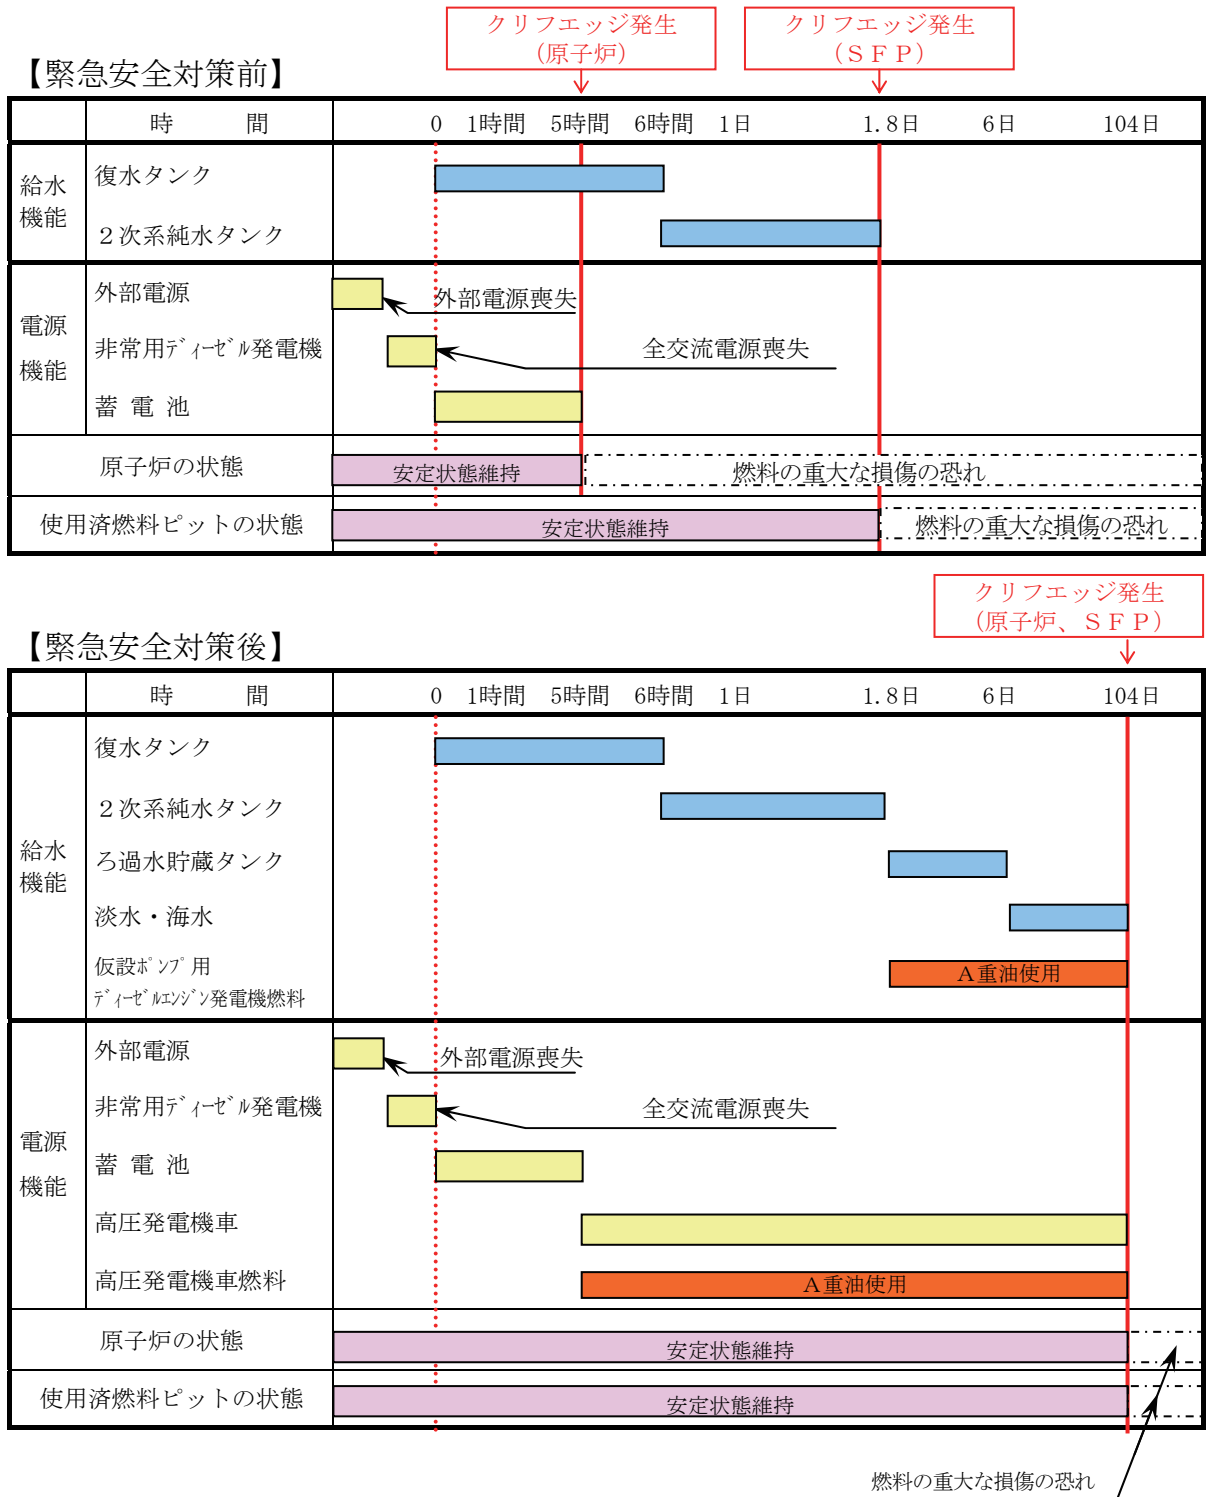 クリフエッジ発生
(原子炉)
クリフエッジ発生
(ＳＦＰ)
【緊急安全対策前】
時　　間
0 1時間 5時間 6時間 1日 1.8日 6日 104日
給水
機能
復水タンク
２次系純水タンク
電源
機能
外部電源
外部電源喪失
非常用ﾃﾞｨｰｾﾞﾙ発電機
全交流電源喪失
蓄 電 池
原子炉の状態
安定状態維持
燃料の重大な損傷の恐れ
使用済燃料ピットの状態
安定状態維持
燃料の重大な損傷の恐れ
クリフエッジ発生
(原子炉、ＳＦＰ)
【緊急安全対策後】
時　　間
0 1時間 5時間 6時間 1日 1.8日 6日 104日
給水
機能
復水タンク
２次系純水タンク
ろ過水貯蔵タンク
淡水・海水
仮設ﾎﾟﾝﾌﾟ用
ﾃﾞｨｰｾﾞﾙｴﾝｼﾞﾝ発電機燃料
Ａ重油使用
電源
機能
外部電源
外部電源喪失
非常用ﾃﾞｨｰｾﾞﾙ発電機
全交流電源喪失
蓄 電 池
高圧発電機車
高圧発電機車燃料
Ａ重油使用
原子炉の状態
安定状態維持
使用済燃料ピットの状態
安定状態維持
燃料の重大な損傷の恐れ